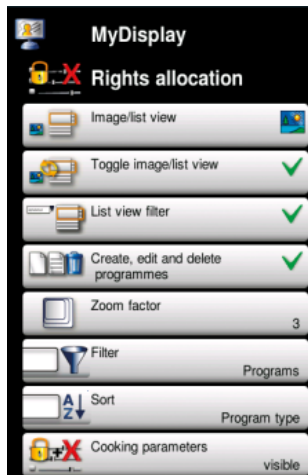 MyDisplay
Rights allocation
Image/list view
Toggle image/list view
List view filter
Create, edit and delete
programmes
Zoom factor
3
Filter
Programs
Sort
Program type
Cooking parameters
visible